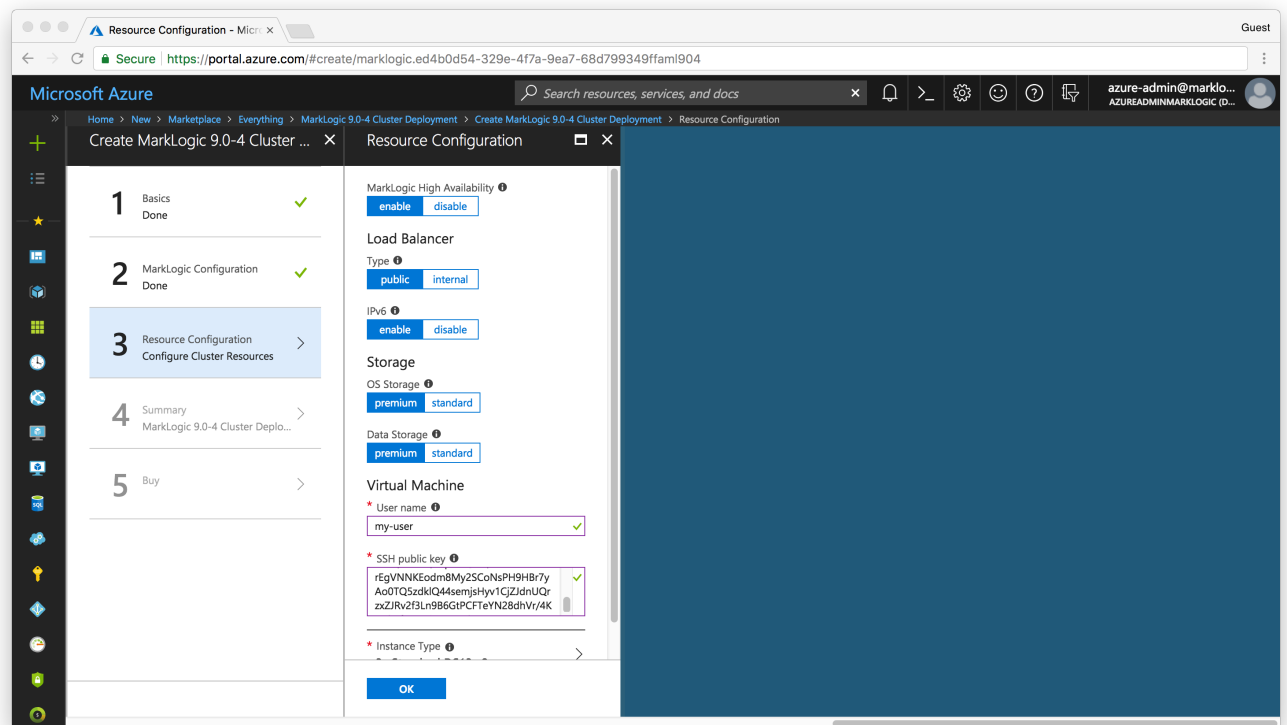 Resource Configuration - Micr
Guest
Secure https://portal.azure.com/#create/marklogic.ed4b0d54-329e-4f7a-9ea7-68d799349ffaml904
Microsoft Azure
Search resources, services, and docs
azure-admin@marklo...
AZUREADMINMARKLOGIC (D...
Home > New > Marketplace > Everything > MarkLogic 9.0-4 Cluster Deployment > Create MarkLogic 9.0-4 Cluster Deployment > Resource Configuration
Create MarkLogic 9.0-4 Cluster ...
1
Basics
Done
2
MarkLogic Configuration
Done
3
Resource Configuration
Configure Cluster Resources
4
Summary
MarkLogic 9.0-4 Cluster Deplo...
5
Buy
Resource Configuration
MarkLogic High Availability
enable disable
Load Balancer
Type
public internal
IPv6
enable disable
Storage
OS Storage
premium standard
Data Storage
premium standard
Virtual Machine
* User name
my-user
* SSH public key
rEgVNNKEodm8My2SCoNsPH9HBr7y
Ao0TQ5zdklQ44semjsHyv1CjZJdnUQr
zxZJRv2f3Ln9B6GtPCFTeYN28dhVr/4K
* Instance Type
OK
SQL